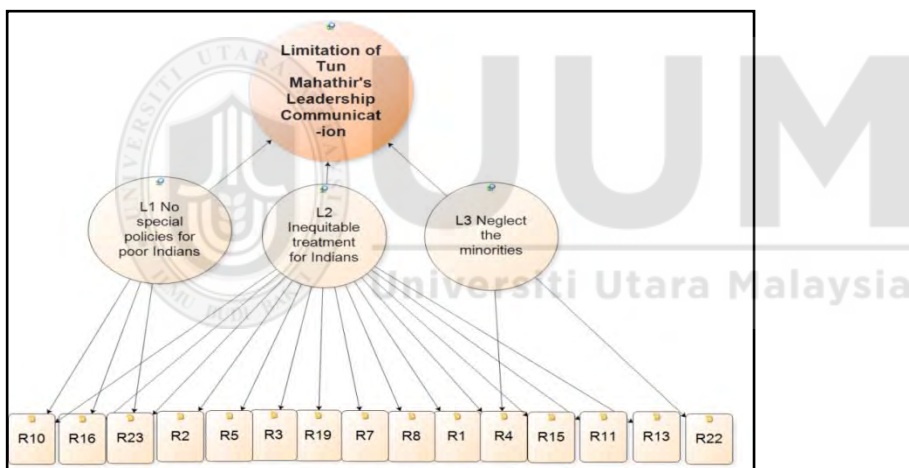 Limitation of
Tun
Mahathir's
Leadership
Communicat
-ion
L1 No
special
policies for
poor Indians
L2
Inequitable
treatment
for Indians
L3 Neglect
the
minorities
R10 R16 R23 R2 R5 R3 R19 R7 R8 R1 R4 R15 R11 R13 R22
UUM
Universiti Utara Malaysia